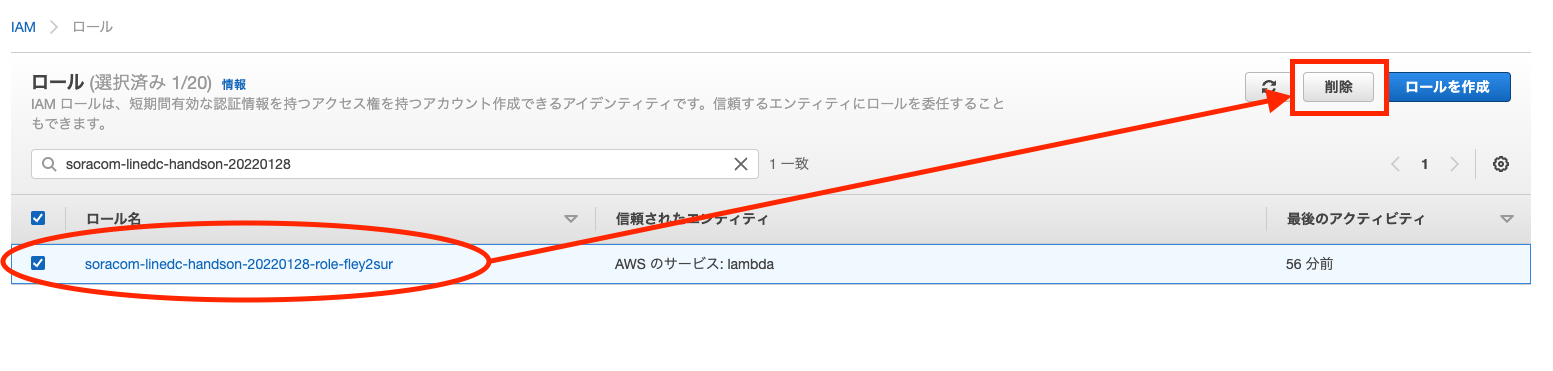 IAM > ロール
ロール (選択済み 1/20) 情報
IAM ロールは、短期間有効な認証情報を持つアクセス権を持つアカウント作成できるアイデンティティです。信頼するエンティティにロールを委任すること
もできます。
削除
ロールを作成
soracom-linedc-handson-20220128
1 一致
1
ロール名
信頼されたエンティティ
最後のアクティビティ
soracom-linedc-handson-20220128-role-fley2sur
AWS のサービス: lambda
56 分前